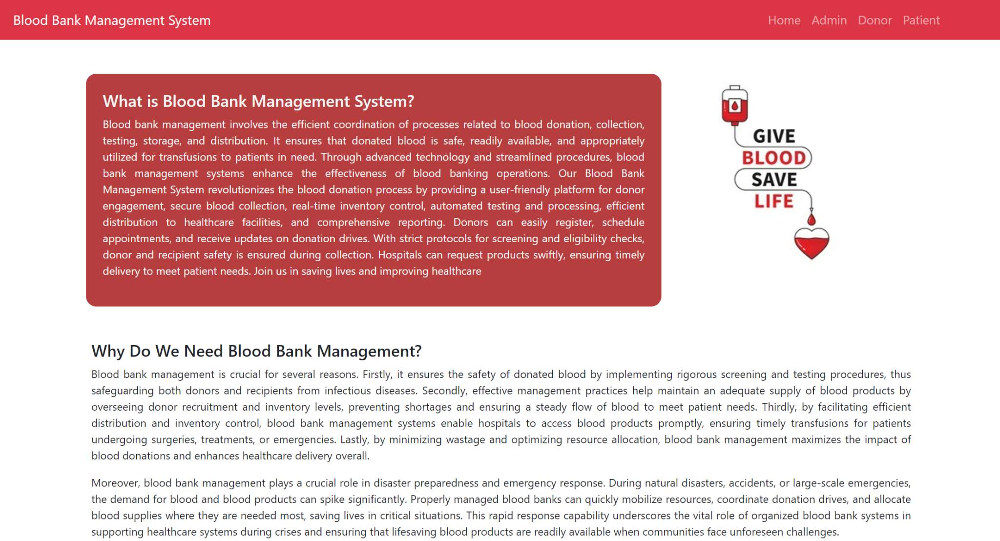 Blood Bank Management System
Home Admin Donor Patient
What is Blood Bank Management System?
Blood bank management involves the efficient coordination of processes related to blood donation, collection,
testing, storage, and distribution. It ensures that donated blood is safe, readily available, and appropriately
utilized for transfusions to patients in need. Through advanced technology and streamlined procedures, blood
bank management systems enhance the effectiveness of blood banking operations. Our Blood Bank
Management System revolutionizes the blood donation process by providing a user-friendly platform for donor
engagement, secure blood collection, real-time inventory control, automated testing and processing, efficient
distribution to healthcare facilities, and comprehensive reporting. Donors can easily register, schedule
appointments, and receive updates on donation drives. With strict protocols for screening and eligibility checks,
donor and recipient safety is ensured during collection. Hospitals can request products swiftly, ensuring timely
delivery to meet patient needs. Join us in saving lives and improving healthcare
GIVE
BLOOD
SAVE
LIFE
Why Do We Need Blood Bank Management?
Blood bank management is crucial for several reasons. Firstly, it ensures the safety of donated blood by implementing rigorous screening and testing procedures, thus
safeguarding both donors and recipients from infectious diseases. Secondly, effective management practices help maintain an adequate supply of blood products by
overseeing donor recruitment and inventory levels, preventing shortages and ensuring a steady flow of blood to meet patient needs. Thirdly, by facilitating efficient
distribution and inventory control, blood bank management systems enable hospitals to access blood products promptly, ensuring timely transfusions for patients
undergoing surgeries, treatments, or emergencies. Lastly, by minimizing wastage and optimizing resource allocation, blood bank management maximizes the impact of
blood donations and enhances healthcare delivery overall.
Moreover, blood bank management plays a crucial role in disaster preparedness and emergency response. During natural disasters, accidents, or large-scale emergencies,
the demand for blood and blood products can spike significantly. Properly managed blood banks can quickly mobilize resources, coordinate donation drives, and allocate
blood supplies where they are needed most, saving lives in critical situations. This rapid response capability underscores the vital role of organized blood bank systems in
supporting healthcare systems during crises and ensuring that lifesaving blood products are readily available when communities face unforeseen challenges.